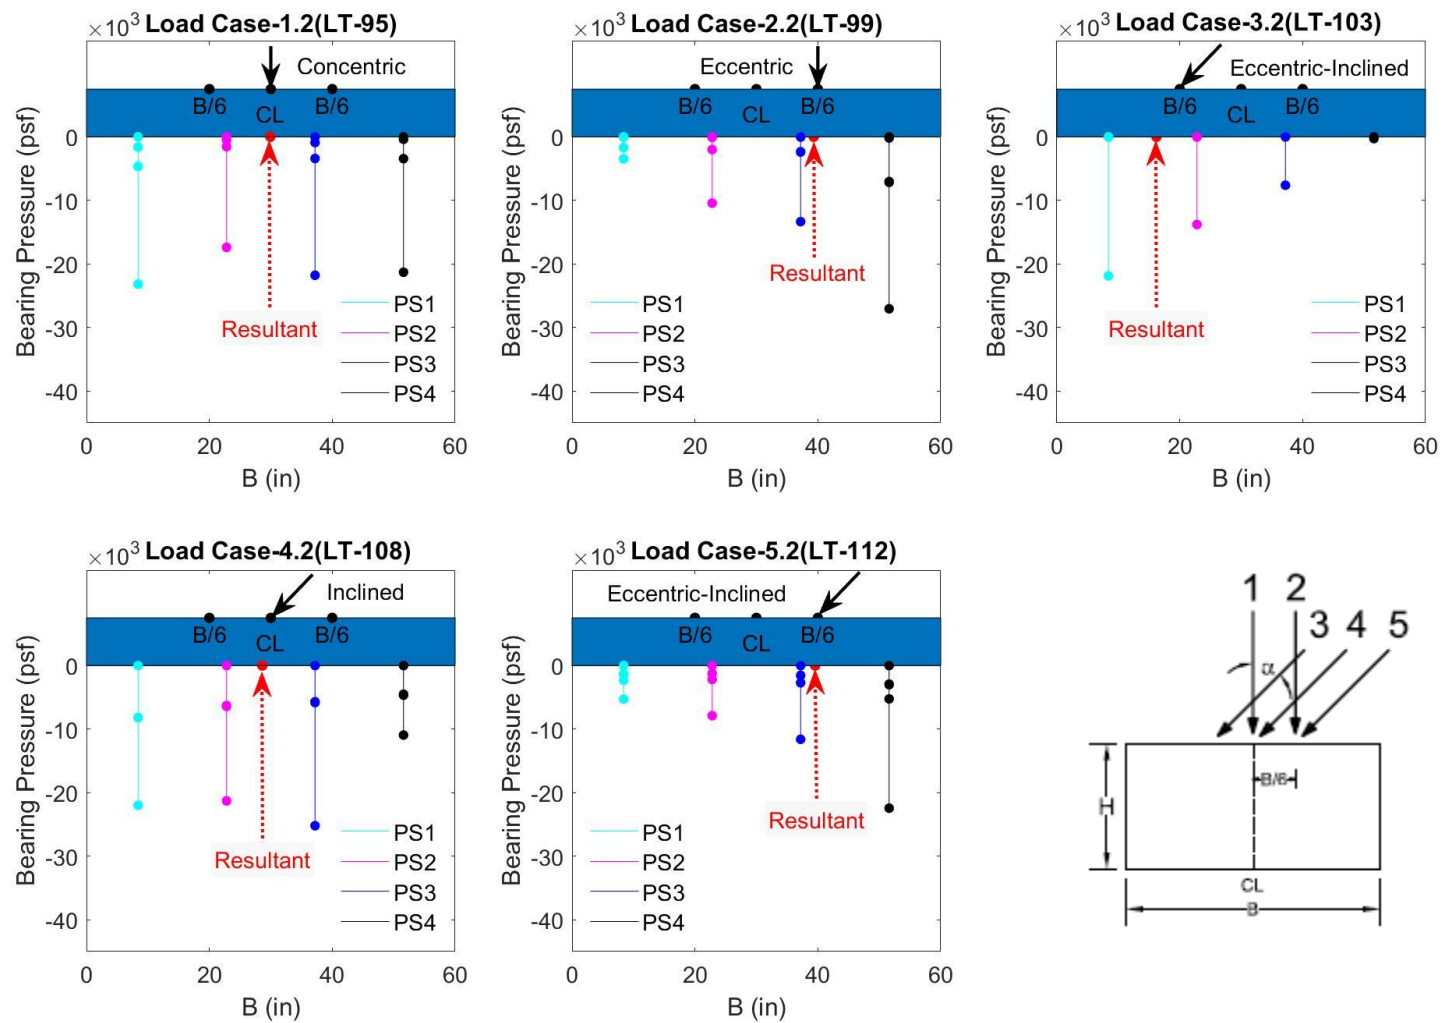 ×10³ Load Case-1.2(LT-95)
Concentric
B/6 CL B/6
0
-10
-20
-30
-40
Bearing Pressure (psf)
Resultant
PS1
PS2
PS3
PS4
0 20 40 60
B (in)
×10³ Load Case-2.2(LT-99)
Eccentric
B/6 CL B/6
0
-10
-20
-30
-40
Bearing Pressure (psf)
Resultant
PS1
PS2
PS3
PS4
0 20 40 60
B (in)
×10³ Load Case-3.2(LT-103)
Eccentric-Inclined
B/6 CL B/6
0
-10
-20
-30
-40
Bearing Pressure (psf)
Resultant
PS1
PS2
PS3
PS4
0 20 40 60
B (in)
×10³ Load Case-4.2(LT-108)
Inclined
B/6 CL B/6
0
-10
-20
-30
-40
Bearing Pressure (psf)
Resultant
PS1
PS2
PS3
PS4
0 20 40 60
B (in)
×10³ Load Case-5.2(LT-112)
Eccentric-Inclined
B/6 CL B/6
0
-10
-20
-30
-40
Bearing Pressure (psf)
Resultant
PS1
PS2
PS3
PS4
0 20 40 60
B (in)
1 2 3 4 5
α
B/6
H
CL
B